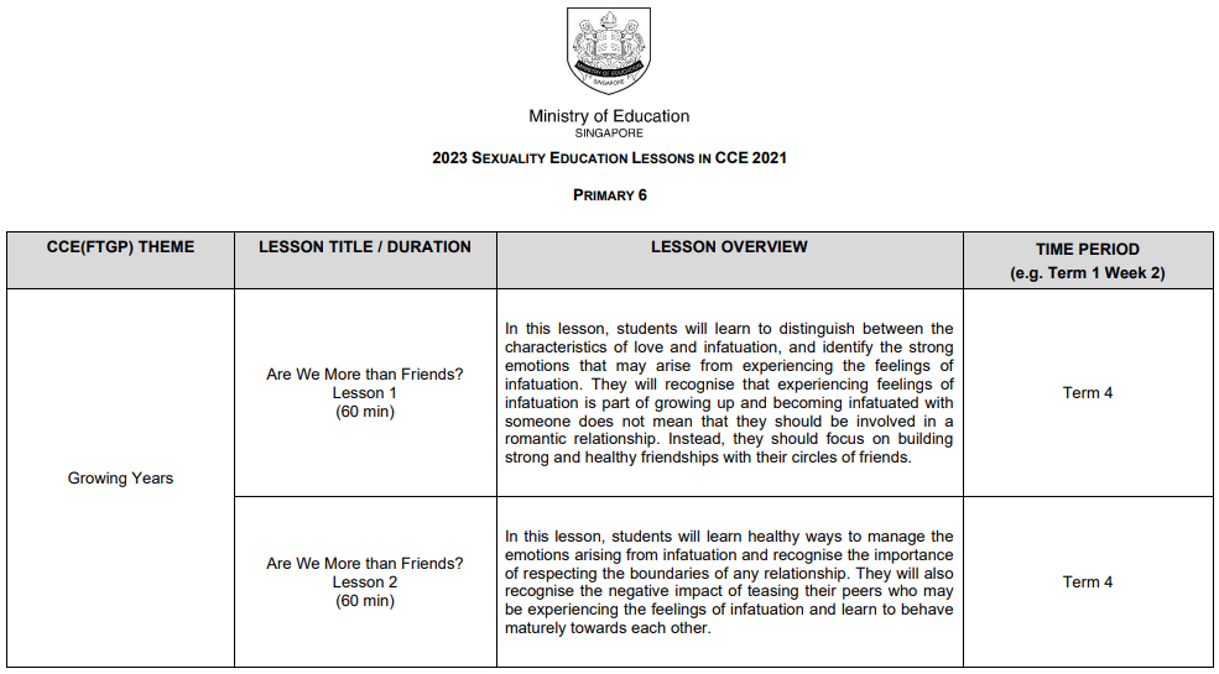 MINISTRY OF EDUCATION
SINGAPORE
Ministry of Education
SINGAPORE
2023 SEXUALITY EDUCATION LESSONS IN CCE 2021
PRIMARY 6
CCE(FTGP) THEME
LESSON TITLE / DURATION
LESSON OVERVIEW
TIME PERIOD
(e.g. Term 1 Week 2)
Growing Years
Are We More than Friends?
Lesson 1
(60 min)
In this lesson, students will learn to distinguish between the
characteristics of love and infatuation, and identify the strong
emotions that may arise from experiencing the feelings of
infatuation. They will recognise that experiencing feelings of
infatuation is part of growing up and becoming infatuated with
someone does not mean that they should be involved in a
romantic relationship. Instead, they should focus on building
strong and healthy friendships with their circles of friends.
Term 4
Are We More than Friends?
Lesson 2
(60 min)
In this lesson, students will learn healthy ways to manage the
emotions arising from infatuation and recognise the importance
of respecting the boundaries of any relationship. They will also
recognise the negative impact of teasing their peers who may
be experiencing the feelings of infatuation and learn to behave
maturely towards each other.
Term 4